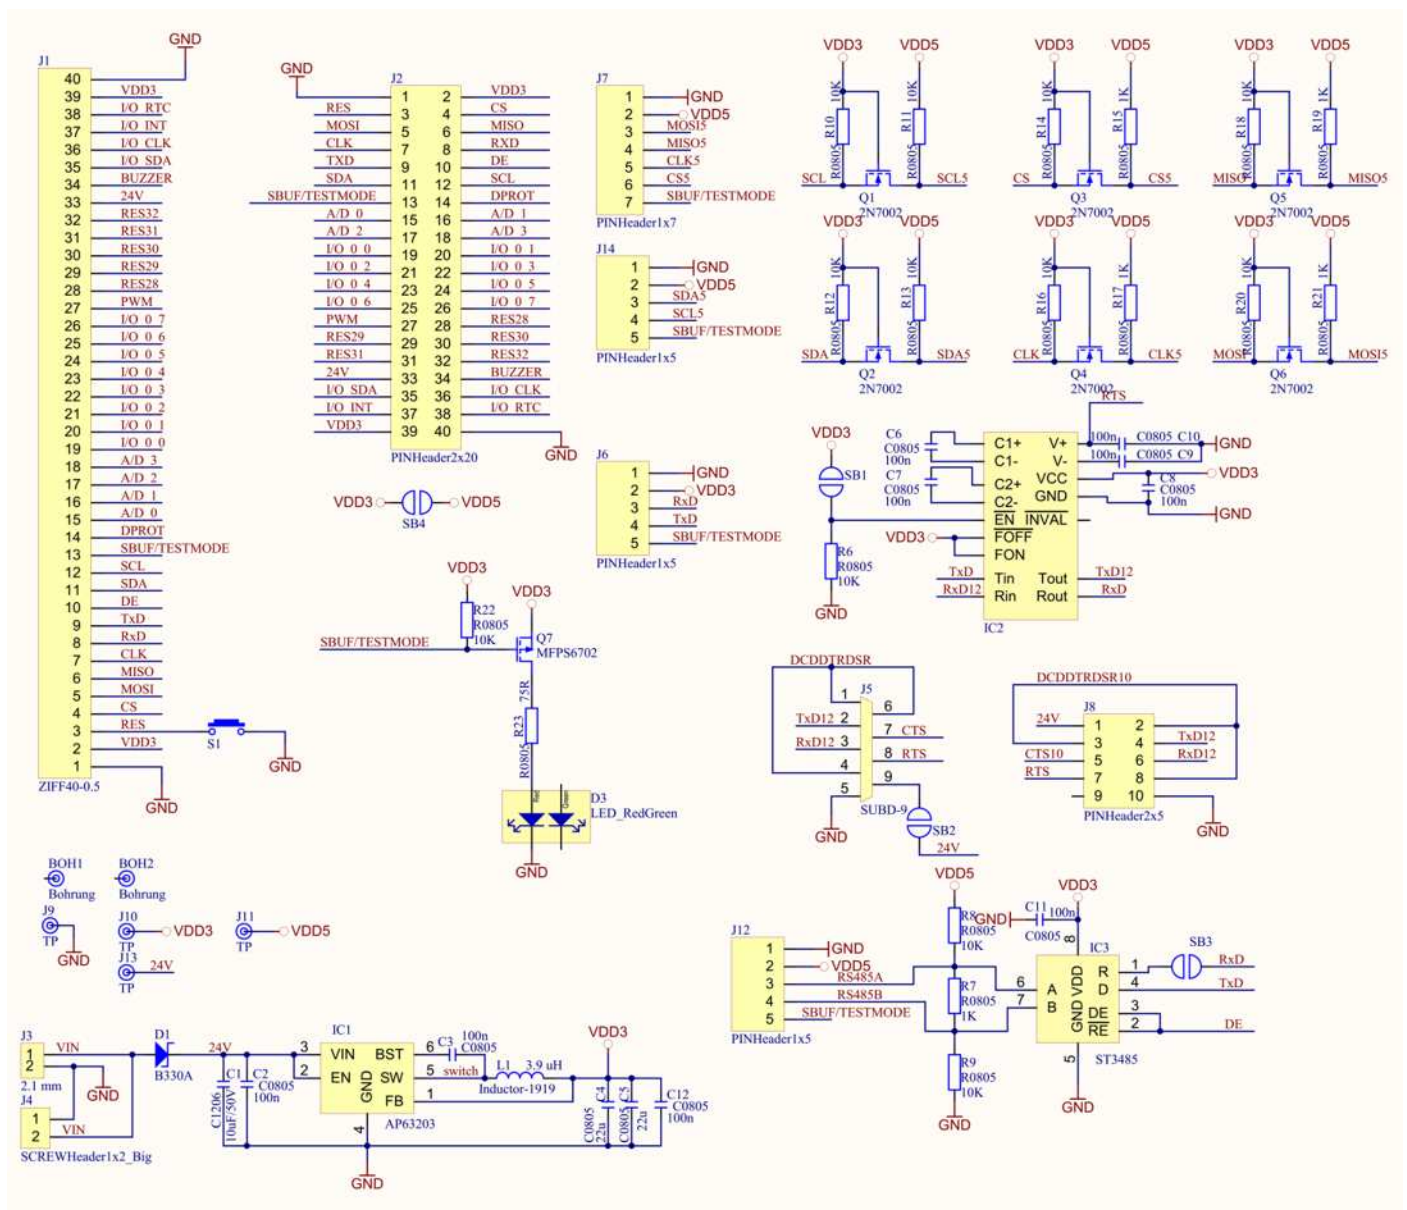 J1
GND
40
39 VDD3
38 I/O RTC
37 I/O INT
36 I/O CLK
35 I/O SDA
34 BUZZER
33 24V
32 RES32
31 RES31
30 RES30
29 RES29
28 RES28
27 PWM
26 I/O 0 7
25 I/O 0 6
24 I/O 0 5
23 I/O 0 4
22 I/O 0 3
21 I/O 0 2
20 I/O 0 1
19 I/O 0 0
18 A/D 3
17 A/D 2
16 A/D 1
15 A/D 0
14 DPROT
13 SBUF/TESTMODE
12 SCL
11 SDA
10 DE
9 TxD
8 RxD
7 CLK
6 MISO
5 MOSI
4 CS
3 RES
2 VDD3
1
ZIFF40-0.5
GND
S1
GND
J2
GND
1 2 VDD3
RES 3 4 CS
MOSI 5 6 MISO
CLK 7 8 RXD
TXD 9 10 DE
SDA 11 12 SCL
SBUF/TESTMODE 13 14 DPROT
A/D 0 15 16 A/D 1
A/D 2 17 18 A/D 3
I/O 0 0 19 20 I/O 0 1
I/O 0 2 21 22 I/O 0 3
I/O 0 4 23 24 I/O 0 5
I/O 0 6 25 26 I/O 0 7
PWM 27 28 RES28
RES29 29 30 RES30
RES31 31 32 RES32
24V 33 34 BUZZER
I/O SDA 35 36 I/O CLK
I/O INT 37 38 I/O RTC
VDD3 39 40
PINHeader2x20
GND
VDD3 VDD5
SB4
J7
1 GND
2 VDD5
3 MOSI5
4 MISO5
5 CLK5
6 CS5
7 SBUF/TESTMODE
PINHeader1x7
J14
1 GND
2 VDD5
3 SDA5
4 SCL5
5 SBUF/TESTMODE
PINHeader1x5
J6
1 GND
2 VDD3
3 RxD
4 TxD
5 SBUF/TESTMODE
PINHeader1x5
VDD3 VDD5
R10 10K R0805
R11 10K R0805
SCL SCL5
Q1
2N7002
VDD3 VDD5
R14 10K R0805
R15 1K R0805
CS CS5
Q3
2N7002
VDD3 VDD5
R18 10K R0805
R19 1K R0805
MISO MISO5
Q5
2N7002
VDD3 VDD5
R12 10K R0805
R13 10K R0805
SDA SDA5
Q2
2N7002
VDD3 VDD5
R16 10K R0805
R17 1K R0805
CLK CLK5
Q4
2N7002
VDD3 VDD5
R20 10K R0805
R21 1K R0805
MOSI MOSI5
Q6
2N7002
VDD3
SB1
R6
R0805
10K
GND
C6
C0805
100n
C7
C0805
100n
RTS
C1+ V+
C1- V-
C2+ VCC
C2- GND
EN INVAL
FOFF
FON
Tin Tout
Rin Rout
IC2
VDD3
TxD TxD12
RxD12 RxD
100n C0805 C10 GND
100n C0805 C9
VDD3
C8
C0805
100n
GND
VDD3
R22
R0805
10K
SBUF/TESTMODE
VDD3
Q7
MFPS6702
75R
R23
R0805
Red Green
D3
LED_RedGreen
GND
DCDDTRDSR
J5
1
TxD12 2
RxD12 3
4
5
6
7 CTS
8 RTS
9
SUBD-9
GND
SB2
24V
DCDDTRDSR10
J8
24V 1 2
3 4 TxD12
CTS10 5 6 RxD12
RTS 7 8
9 10
PINHeader2x5
GND
BOH1
Bohrung
BOH2
Bohrung
J9
TP
GND
J10
TP
VDD3
J11
TP
VDD5
J13
TP
24V
J12
1 GND
2 VDD5
3 RS485A
4 RS485B
5 SBUF/TESTMODE
PINHeader1x5
VDD5
R8
R0805
10K
R7
R0805
1K
R9
R0805
10K
GND
GND
C11
100n
C0805
VDD3
8
IC3
6 A
7 B
VDD
GND
R 1
D 4
DE 3
RE 2
5
ST3485
GND
SB3
RxD
TxD
DE
J3
1 VIN
2
2.1 mm
GND
J4
1
2 VIN
SCREWHeader1x2_Big
D1
B330A
24V
C1
C1206
10uF/50V
C2
C0805
100n
IC1
3 VIN BST 6
2 EN SW 5
GND FB 1
4
AP63203
GND
C3
100n
C0805
switch
L1 3.9 uH
Inductor-1919
VDD3
C4
C0805
22u
C5
C0805
22u
C12
C0805
100n